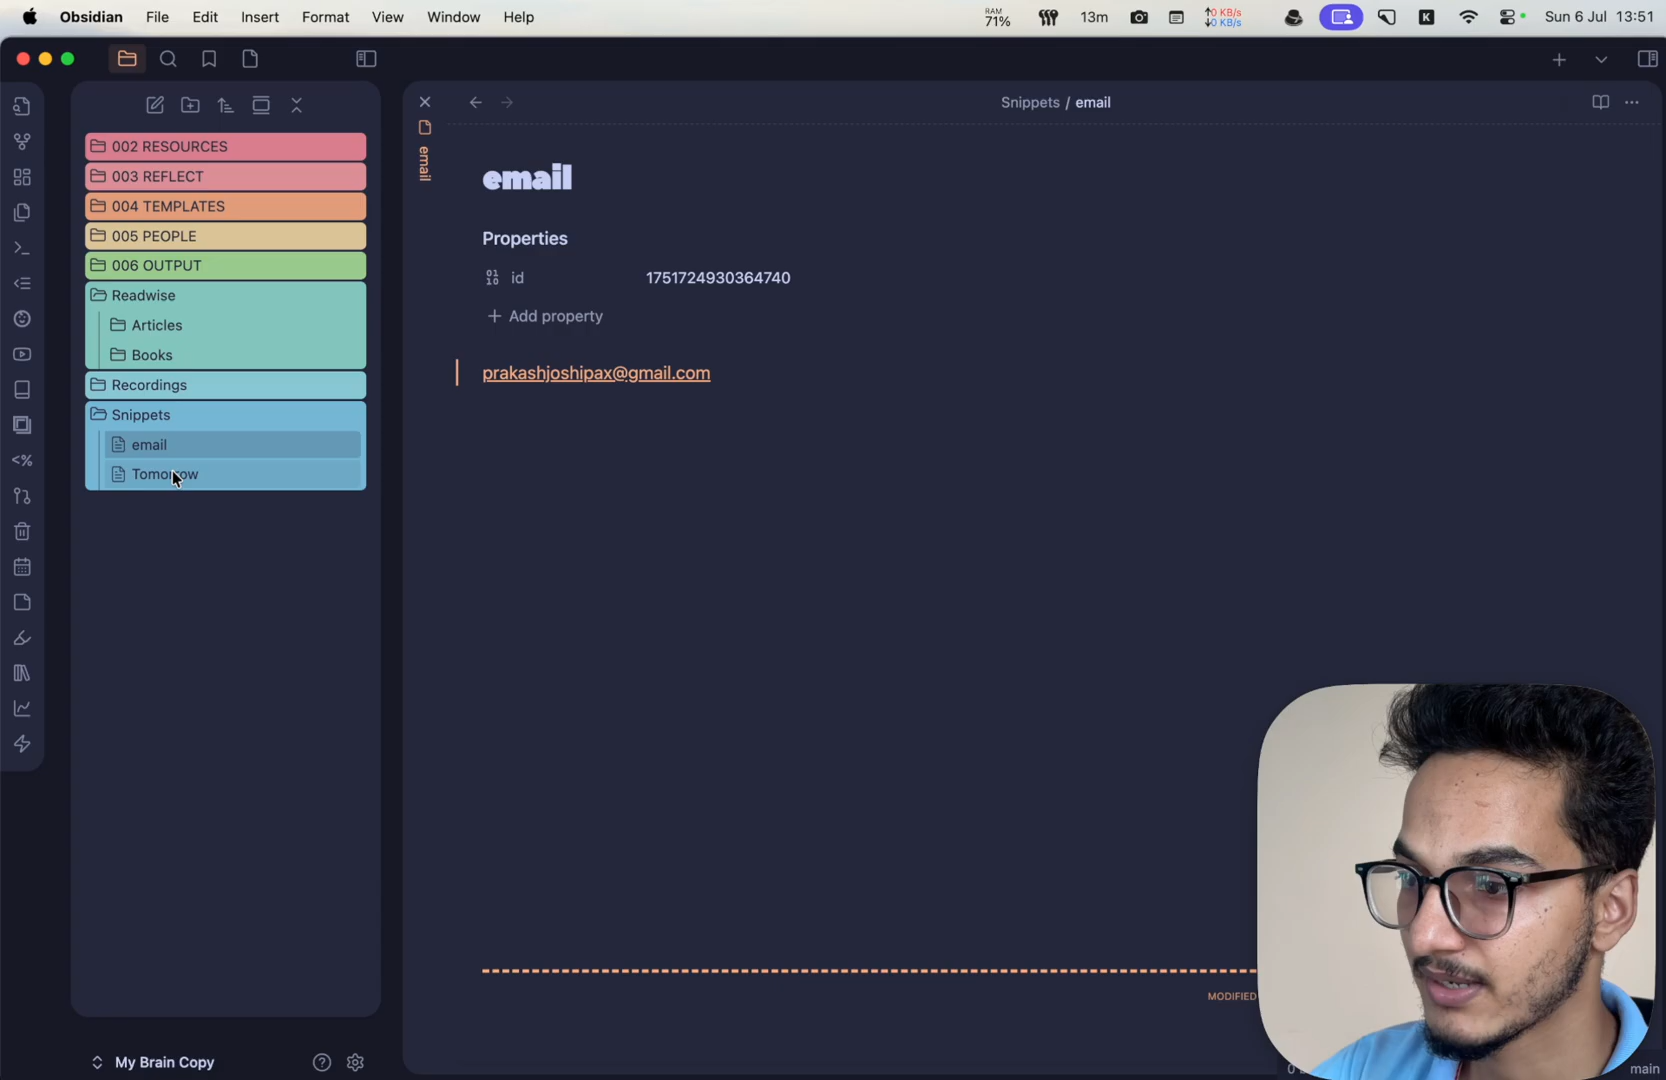 Obsidian File Edit Insert Format View Window Help RAM 71% 13m 0 KB/s 0 KB/s K Sun 6 Jul 13:51
Snippets / email
002 RESOURCES
003 REFLECT
004 TEMPLATES
005 PEOPLE
006 OUTPUT
Readwise
Articles
Books
Recordings
Snippets
email
Tomorrow
My Brain Copy
email
email
Properties
id 1751724930364740
Add property
prakashjoshipax@gmail.com
MODIFIED
main